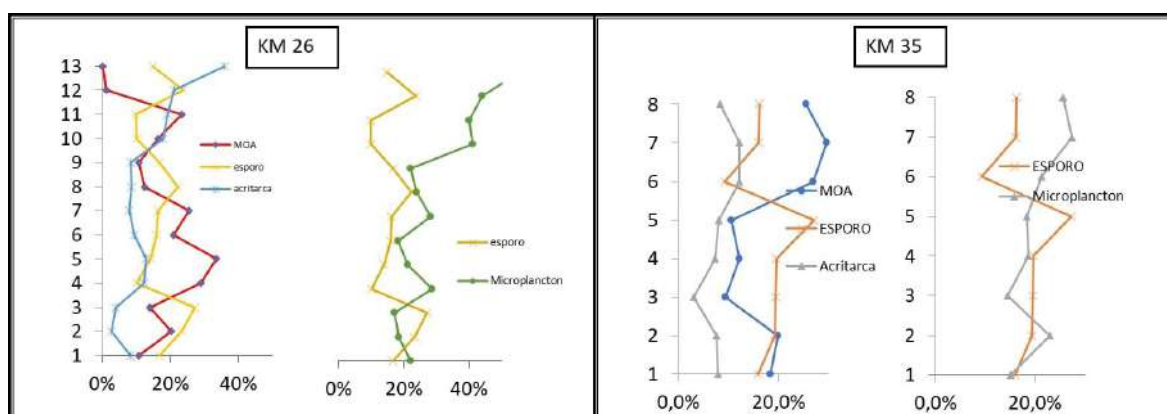 KM 26
13
12
11
10
9
8
7
6
5
4
3
2
1
0% 20% 40%
MOA
esporo
acritarca
0% 20% 40%
esporo
Microplancton
KM 35
8
7
6
5
4
3
2
1
0,0% 20,0%
MOA
ESPORO
Acritarca
8
7
6
5
4
3
2
1
0,0% 20,0%
ESPORO
Microplancton